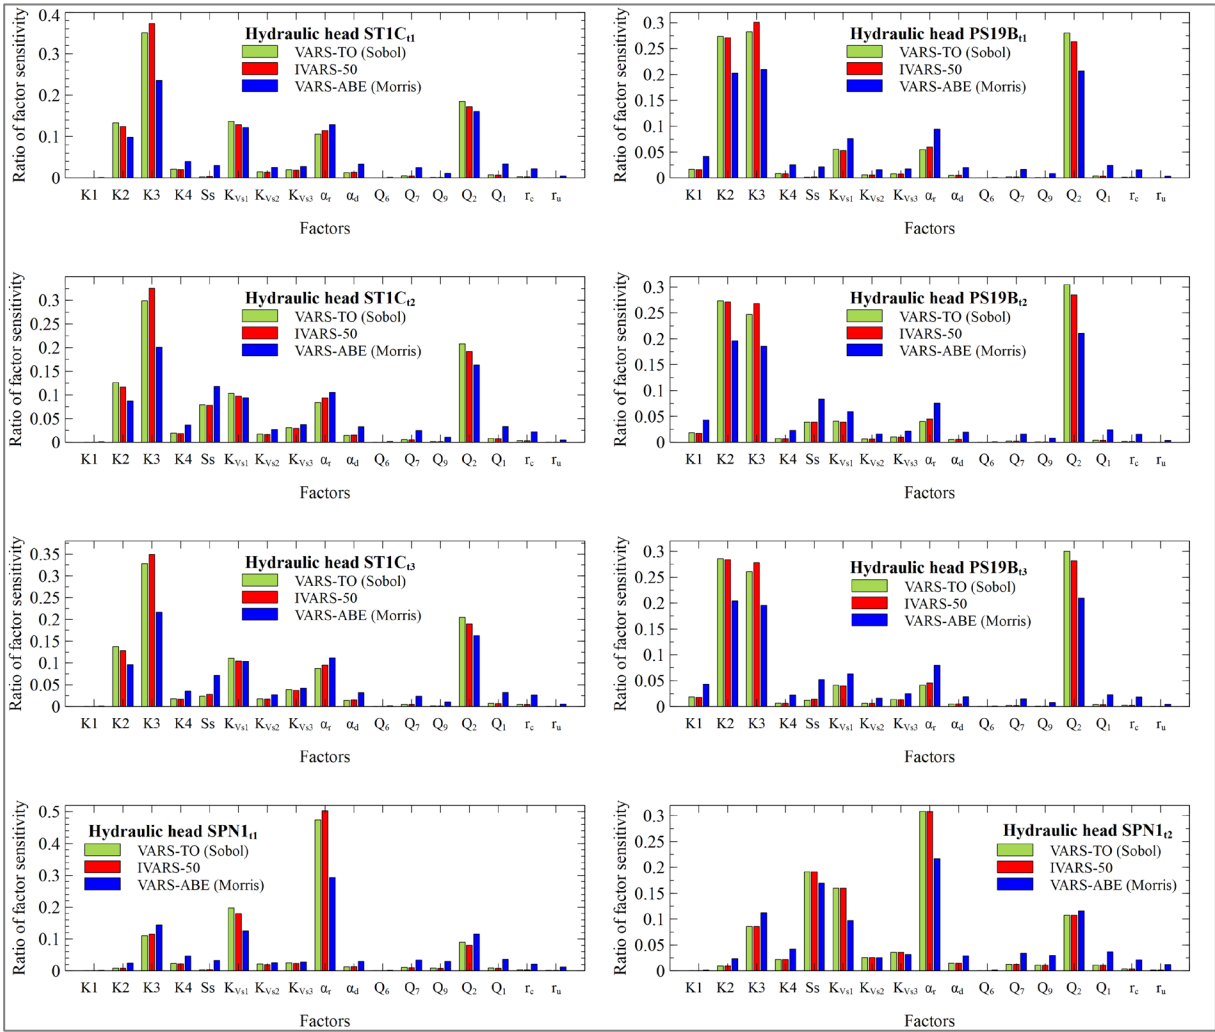 Ratio of factor sensitivity
0.4
0.3
0.2
0.1
0
Hydraulic head ST1Ct1
VARS-TO (Sobol)
IVARS-50
VARS-ABE (Morris)
K1 K2 K3 K4 Ss KVs1 KVs2 KVs3 αr αd Q6 Q7 Q9 Q2 Q1 rc ru
Factors
Ratio of factor sensitivity
0.3
0.25
0.2
0.15
0.1
0.05
0
Hydraulic head PS19Bt1
VARS-TO (Sobol)
IVARS-50
VARS-ABE (Morris)
K1 K2 K3 K4 Ss KVs1 KVs2 KVs3 αr αd Q6 Q7 Q9 Q2 Q1 rc ru
Factors
Ratio of factor sensitivity
0.3
0.25
0.2
0.15
0.1
0.05
0
Hydraulic head ST1Ct2
VARS-TO (Sobol)
IVARS-50
VARS-ABE (Morris)
K1 K2 K3 K4 Ss KVs1 KVs2 KVs3 αr αd Q6 Q7 Q9 Q2 Q1 rc ru
Factors
Ratio of factor sensitivity
0.3
0.25
0.2
0.15
0.1
0.05
0
Hydraulic head PS19Bt2
VARS-TO (Sobol)
IVARS-50
VARS-ABE (Morris)
K1 K2 K3 K4 Ss KVs1 KVs2 KVs3 αr αd Q6 Q7 Q9 Q2 Q1 rc ru
Factors
Ratio of factor sensitivity
0.35
0.3
0.25
0.2
0.15
0.1
0.05
0
Hydraulic head ST1Ct3
VARS-TO (Sobol)
IVARS-50
VARS-ABE (Morris)
K1 K2 K3 K4 Ss KVs1 KVs2 KVs3 αr αd Q6 Q7 Q9 Q2 Q1 rc ru
Factors
Ratio of factor sensitivity
0.3
0.25
0.2
0.15
0.1
0.05
0
Hydraulic head PS19Bt3
VARS-TO (Sobol)
IVARS-50
VARS-ABE (Morris)
K1 K2 K3 K4 Ss KVs1 KVs2 KVs3 αr αd Q6 Q7 Q9 Q2 Q1 rc ru
Factors
Ratio of factor sensitivity
0.5
0.4
0.3
0.2
0.1
0
Hydraulic head SPN1t1
VARS-TO (Sobol)
IVARS-50
VARS-ABE (Morris)
K1 K2 K3 K4 Ss KVs1 KVs2 KVs3 αr αd Q6 Q7 Q9 Q2 Q1 rc ru
Factors
Ratio of factor sensitivity
0.3
0.25
0.2
0.15
0.1
0.05
0
Hydraulic head SPN1t2
VARS-TO (Sobol)
IVARS-50
VARS-ABE (Morris)
K1 K2 K3 K4 Ss KVs1 KVs2 KVs3 αr αd Q6 Q7 Q9 Q2 Q1 rc ru
Factors